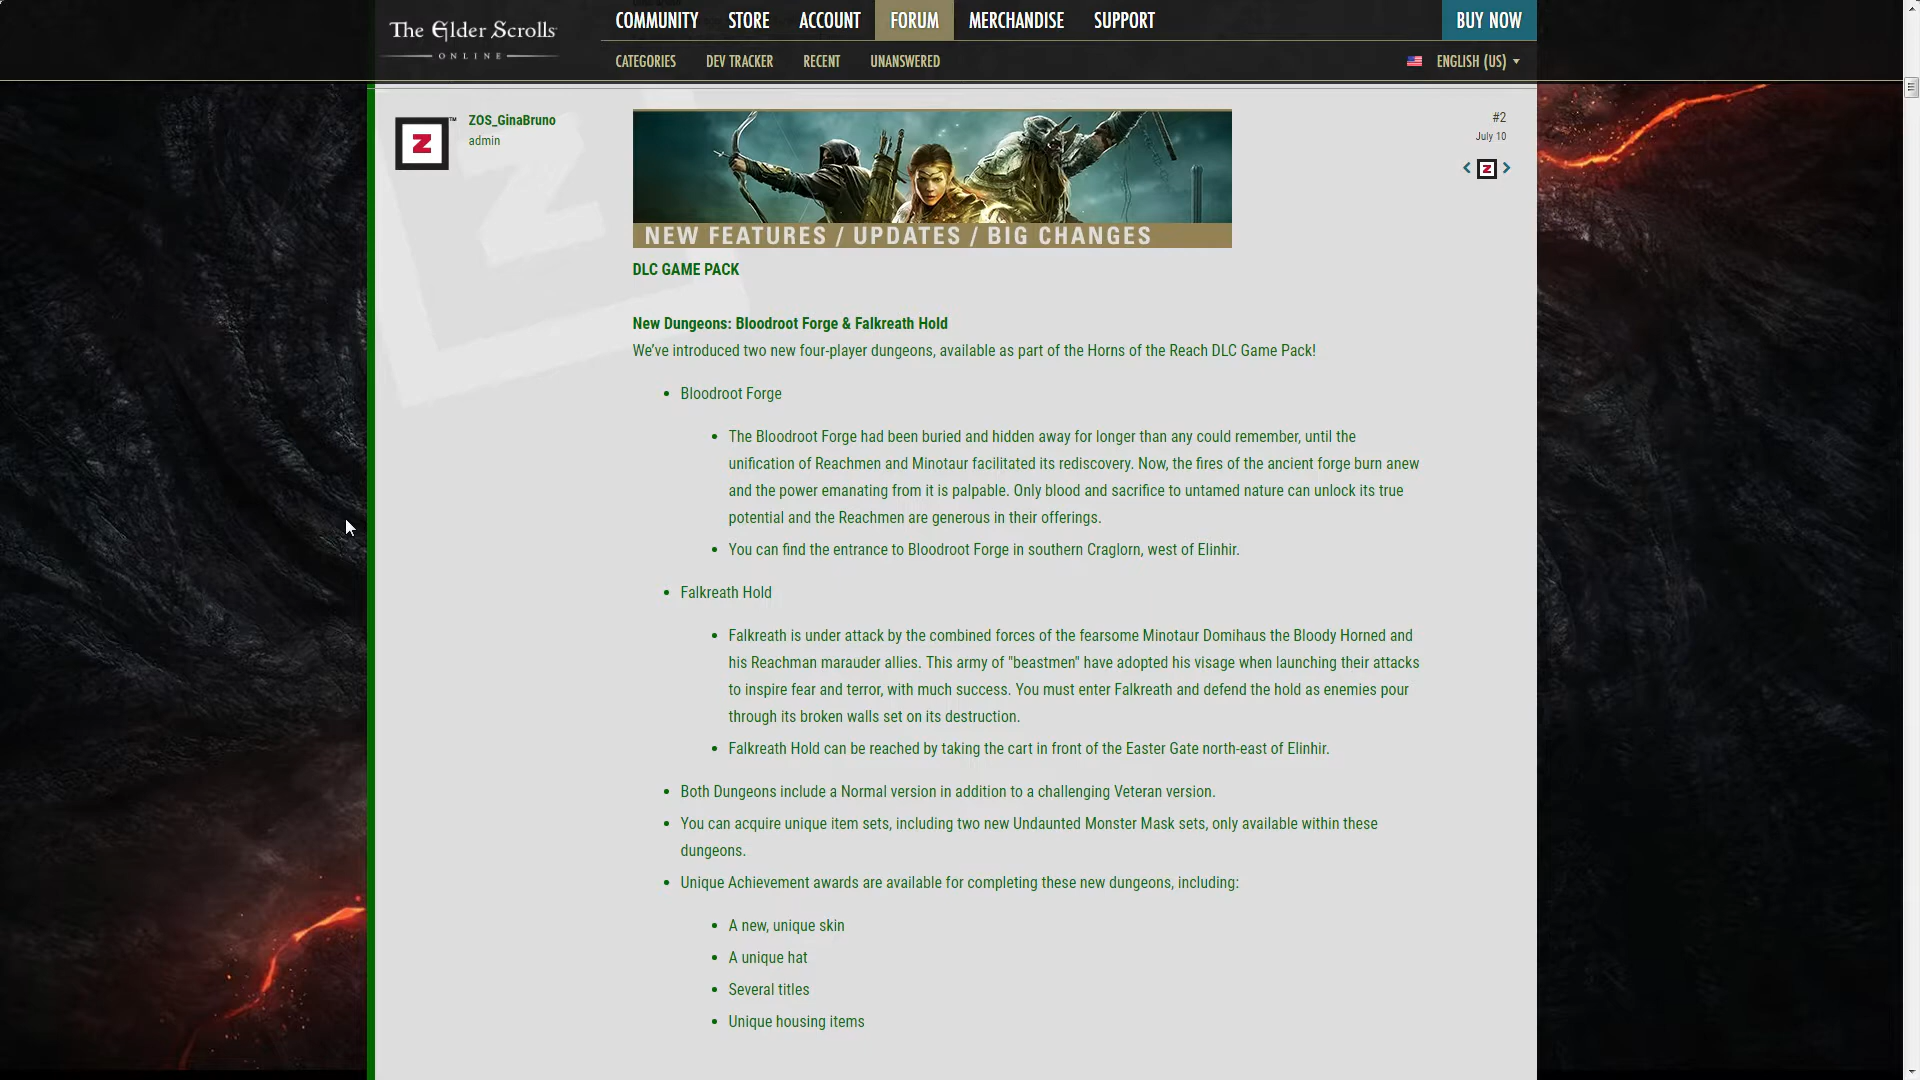 The Elder Scrolls
ONLINE
COMMUNITY STORE ACCOUNT FORUM MERCHANDISE SUPPORT BUY NOW
CATEGORIES DEV TRACKER RECENT UNANSWERED ENGLISH (US)
ZOS_GinaBruno
admin
#2
July 10
NEW FEATURES / UPDATES / BIG CHANGES
DLC GAME PACK
New Dungeons: Bloodroot Forge & Falkreath Hold
We've introduced two new four-player dungeons, available as part of the Horns of the Reach DLC Game Pack!
Bloodroot Forge
The Bloodroot Forge had been buried and hidden away for longer than any could remember, until the
unification of Reachmen and Minotaur facilitated its rediscovery. Now, the fires of the ancient forge burn anew
and the power emanating from it is palpable. Only blood and sacrifice to untamed nature can unlock its true
potential and the Reachmen are generous in their offerings.
You can find the entrance to Bloodroot Forge in southern Craglorn, west of Elinhir.
Falkreath Hold
Falkreath is under attack by the combined forces of the fearsome Minotaur Domihaus the Bloody Horned and
his Reachman marauder allies. This army of "beastmen" have adopted his visage when launching their attacks
to inspire fear and terror, with much success. You must enter Falkreath and defend the hold as enemies pour
through its broken walls set on its destruction.
Falkreath Hold can be reached by taking the cart in front of the Easter Gate north-east of Elinhir.
Both Dungeons include a Normal version in addition to a challenging Veteran version.
You can acquire unique item sets, including two new Undaunted Monster Mask sets, only available within these
dungeons.
Unique Achievement awards are available for completing these new dungeons, including:
A new, unique skin
A unique hat
Several titles
Unique housing items